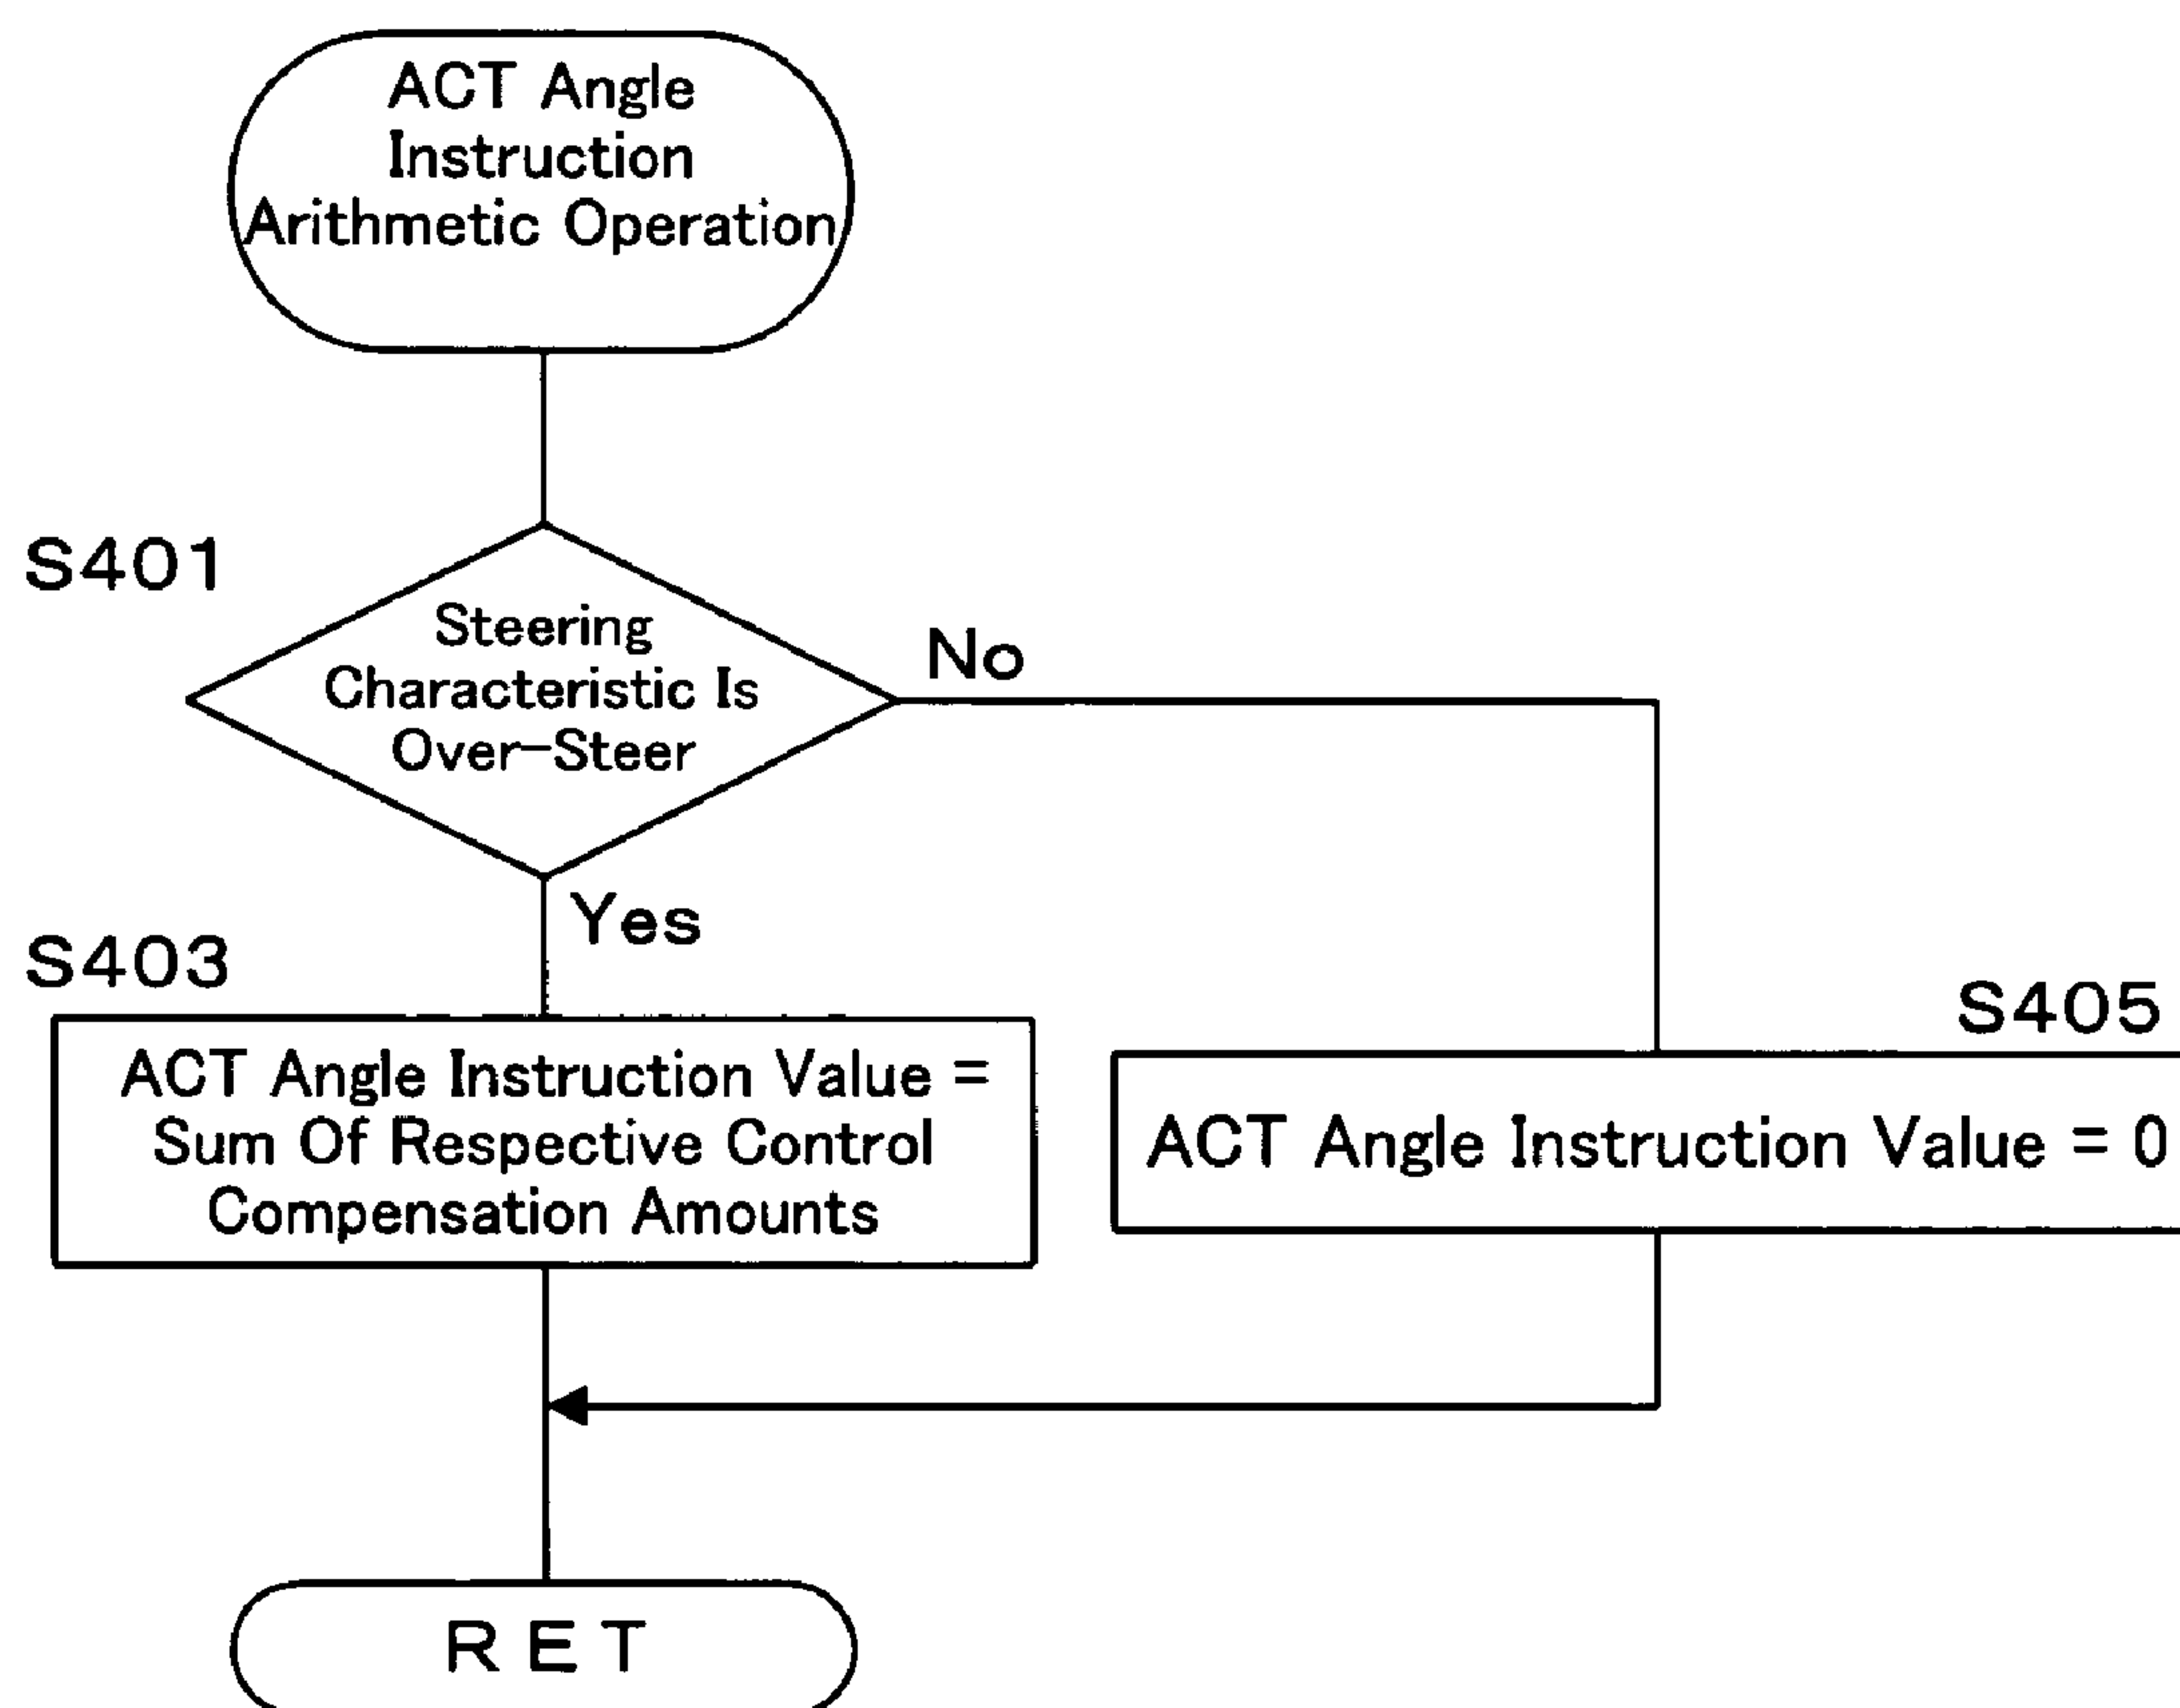 ACT Angle
Instruction
Arithmetic Operation
S401
Steering
Characteristic Is
Over-Steer
No
Yes
S403
ACT Angle Instruction Value =
Sum Of Respective Control
Compensation Amounts
S405
ACT Angle Instruction Value = 0
RET